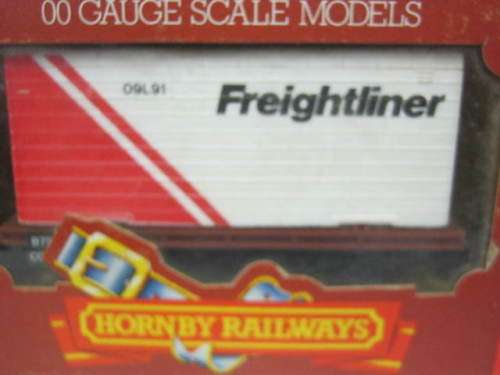 00 GAUGE SCALE MODELS
09L91
Freightliner
HORNBY RAILWAYS